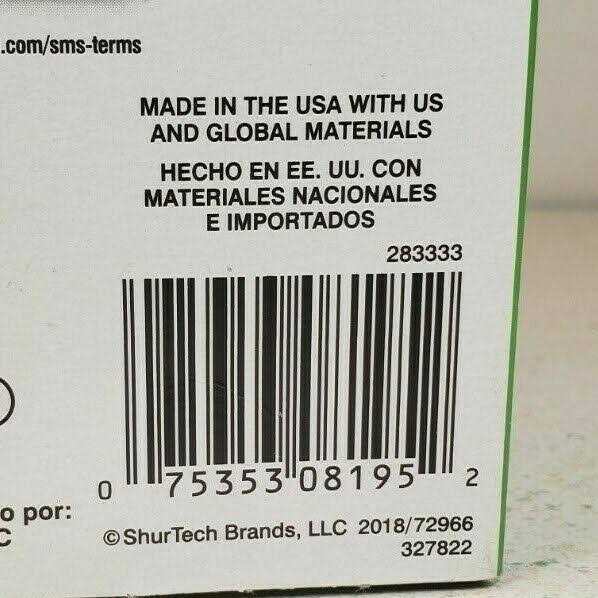 .com/sms-terms
MADE IN THE USA WITH US
AND GLOBAL MATERIALS
HECHO EN EE. UU. CON
MATERIALES NACIONALES
E IMPORTADOS
283333
0 75353 08195 2
o por:
C
©ShurTech Brands, LLC 2018/72966
327822